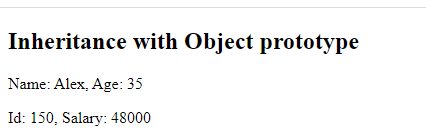 Inheritance with Object prototype
Name: Alex, Age: 35
Id: 150, Salary: 48000